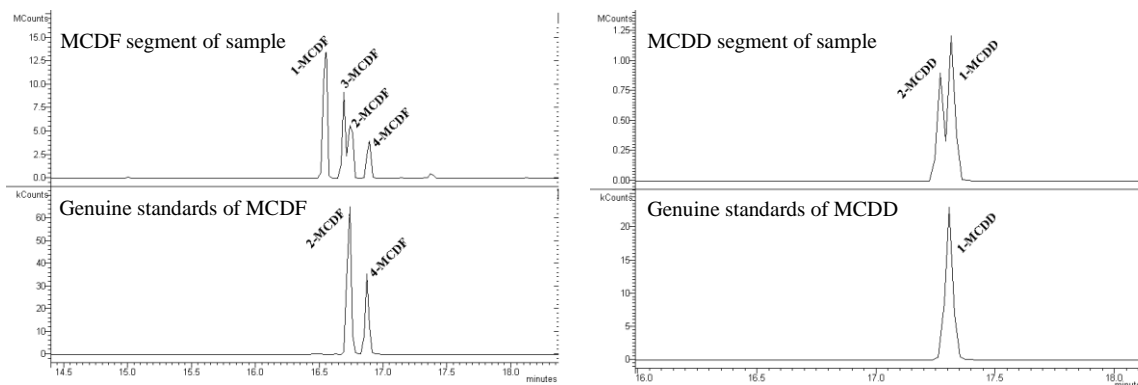 MCounts
MCDF segment of sample
15.0
12.5
10.0
7.5
5.0
2.5
0.0
1-MCDF
3-MCDF
2-MCDF
4-MCDF
kCounts
Genuine standards of MCDF
60
50
40
30
20
10
0
2-MCDF
4-MCDF
14.5 15.0 15.5 16.0 16.5 17.0 17.5 18.0
minutes
MCounts
MCDD segment of sample
1.25
1.00
0.75
0.50
0.25
0.00
2-MCDD
1-MCDD
kCounts
Genuine standards of MCDD
20
15
10
5
0
1-MCDD
16.0 16.5 17.0 17.5 18.0
minutes